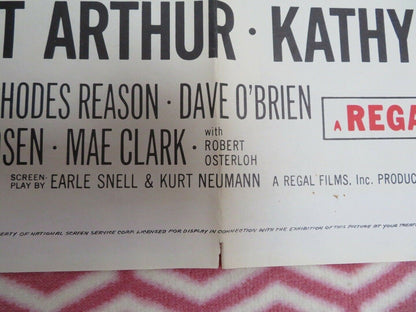 T ARTHUR · KATHY
HODES REASON · DAVE O'BRIEN
SEN · MAE CLARK · with ROBERT OSTERLOH
A REGA
SCREEN-PLAY BY EARLE SNELL & KURT NEUMANN A REGAL FILMS, Inc. PRODUC
ERTY OF NATIONAL SCREEN SERVICE CORP. LICENSED FOR DISPLAY IN CONNECTION WITH THE EXHIBITION OF THIS PICTURE AT YOUR THEAT